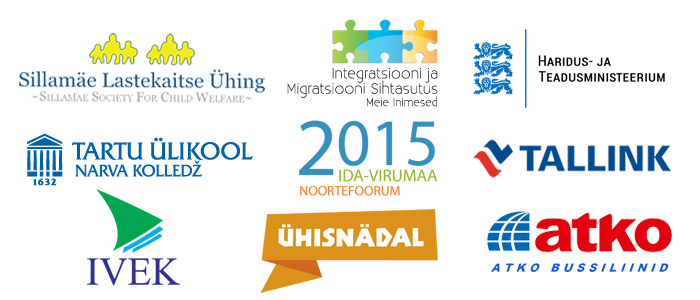 Sillamäe Lastekaitse Ühing
~Sillamäe Society For Child Welfare~
Integratsiooni ja
Migratsiooni Sihtasutus
Meie Inimesed
Haridus- ja
Teadusministeerium
1632
TARTU ÜLIKOOL
NARVA KOLLEDŽ
2015
IDA-VIRUMAA
NOORTEFOORUM
TALLINK
IVEK
ÜHISNÄDAL
atko
ATKO BUSSILIINID